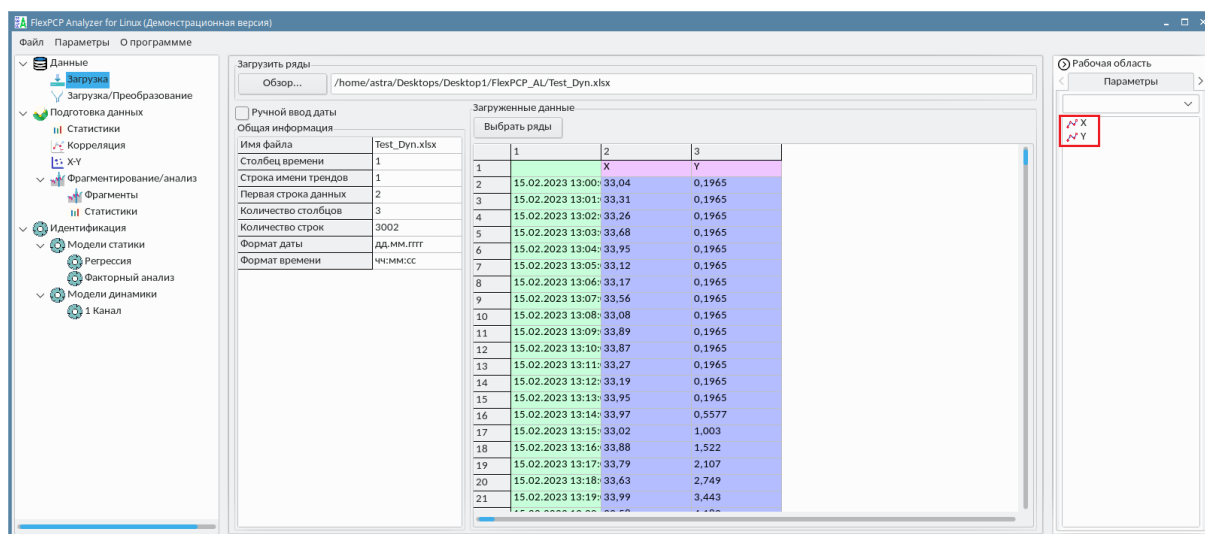 FlexPCP Analyzer for Linux (Демонстрационная версия)
Файл Параметры О программме
Данные
Загрузка
Загрузка/Преобразование
Подготовка данных
Статистики
Корреляция
X-Y
Фрагментирование/анализ
Фрагменты
Статистики
Идентификация
Модели статики
Регрессия
Факторный анализ
Модели динамики
1 Канал
Загрузить ряды
Обзор... /home/astra/Desktops/Desktop1/FlexPCP_AL/Test_Dyn.xlsx
Ручной ввод даты
Общая информация
Имя файла Test_Dyn.xlsx
Столбец времени 1
Строка имени трендов 1
Первая строка данных 2
Количество столбцов 3
Количество строк 3002
Формат даты дд.мм.гггг
Формат времени чч:мм:сс
Загруженные данные
Выбрать ряды
1 2 3
1 X Y
2 15.02.2023 13:00: 33,04 0,1965
3 15.02.2023 13:01: 33,31 0,1965
4 15.02.2023 13:02: 33,26 0,1965
5 15.02.2023 13:03: 33,68 0,1965
6 15.02.2023 13:04: 33,95 0,1965
7 15.02.2023 13:05: 33,12 0,1965
8 15.02.2023 13:06: 33,17 0,1965
9 15.02.2023 13:07: 33,56 0,1965
10 15.02.2023 13:08: 33,08 0,1965
11 15.02.2023 13:09: 33,89 0,1965
12 15.02.2023 13:10: 33,87 0,1965
13 15.02.2023 13:11: 33,27 0,1965
14 15.02.2023 13:12: 33,19 0,1965
15 15.02.2023 13:13: 33,95 0,1965
16 15.02.2023 13:14: 33,97 0,5577
17 15.02.2023 13:15: 33,02 1,003
18 15.02.2023 13:16: 33,88 1,522
19 15.02.2023 13:17: 33,79 2,107
20 15.02.2023 13:18: 33,63 2,749
21 15.02.2023 13:19: 33,99 3,443
Рабочая область
Параметры
X
Y